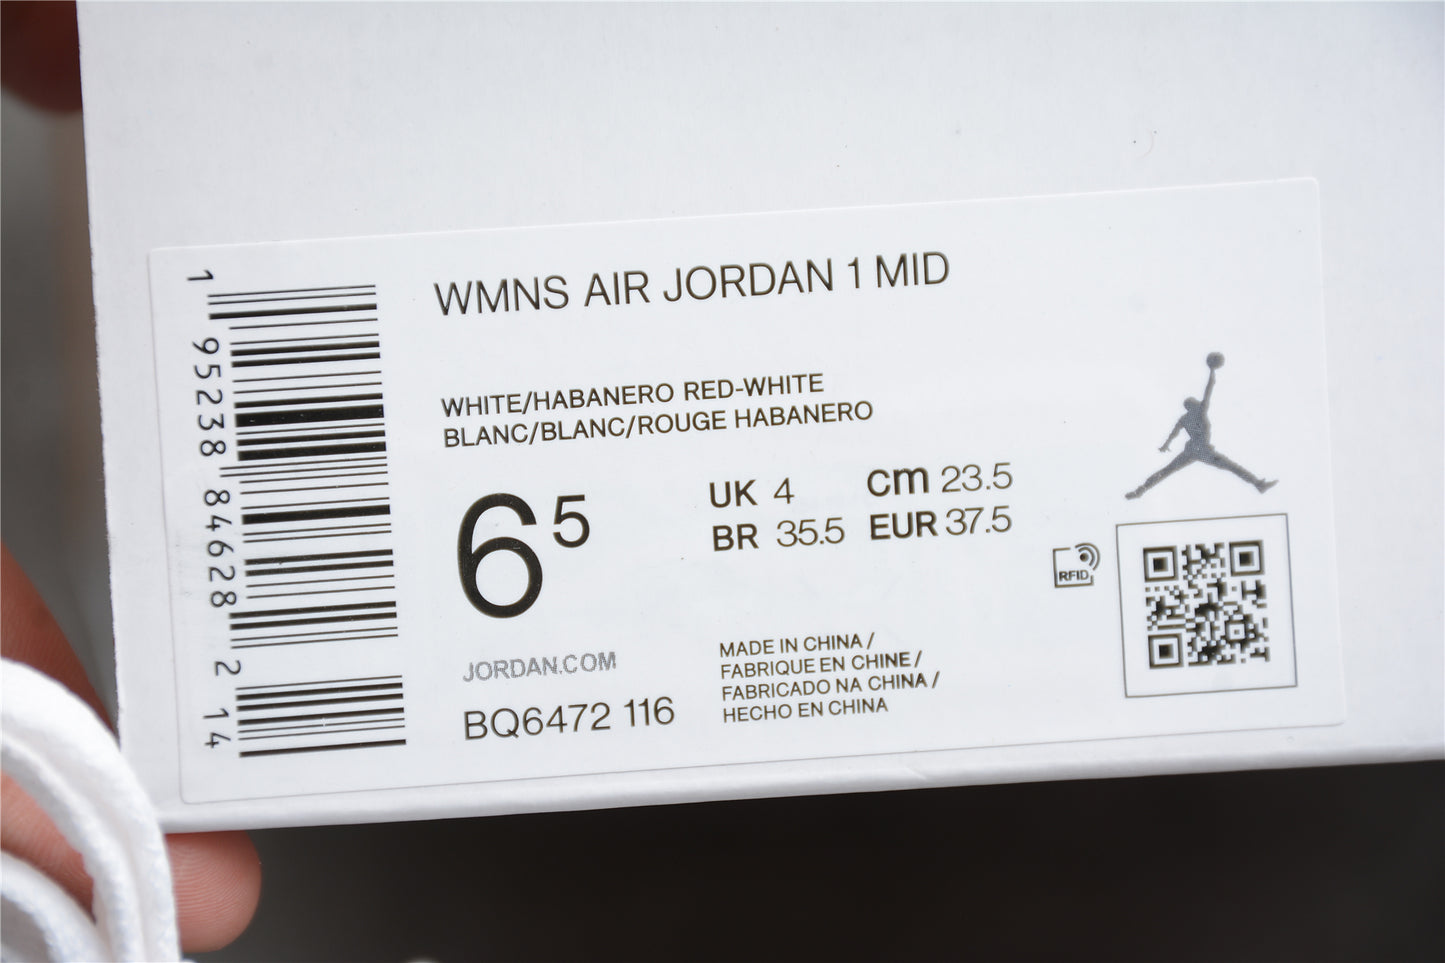 WMNS AIR JORDAN 1 MID
WHITE/HABANERO RED-WHITE
BLANC/BLANC/ROUGE HABANERO
6 5
UK 4
cm 23.5
BR 35.5
EUR 37.5
RFID
JORDAN.COM
BQ6472 116
MADE IN CHINA /
FABRIQUE EN CHINE /
FABRICADO NA CHINA /
HECHO EN CHINA
1 95238 84628 2 14